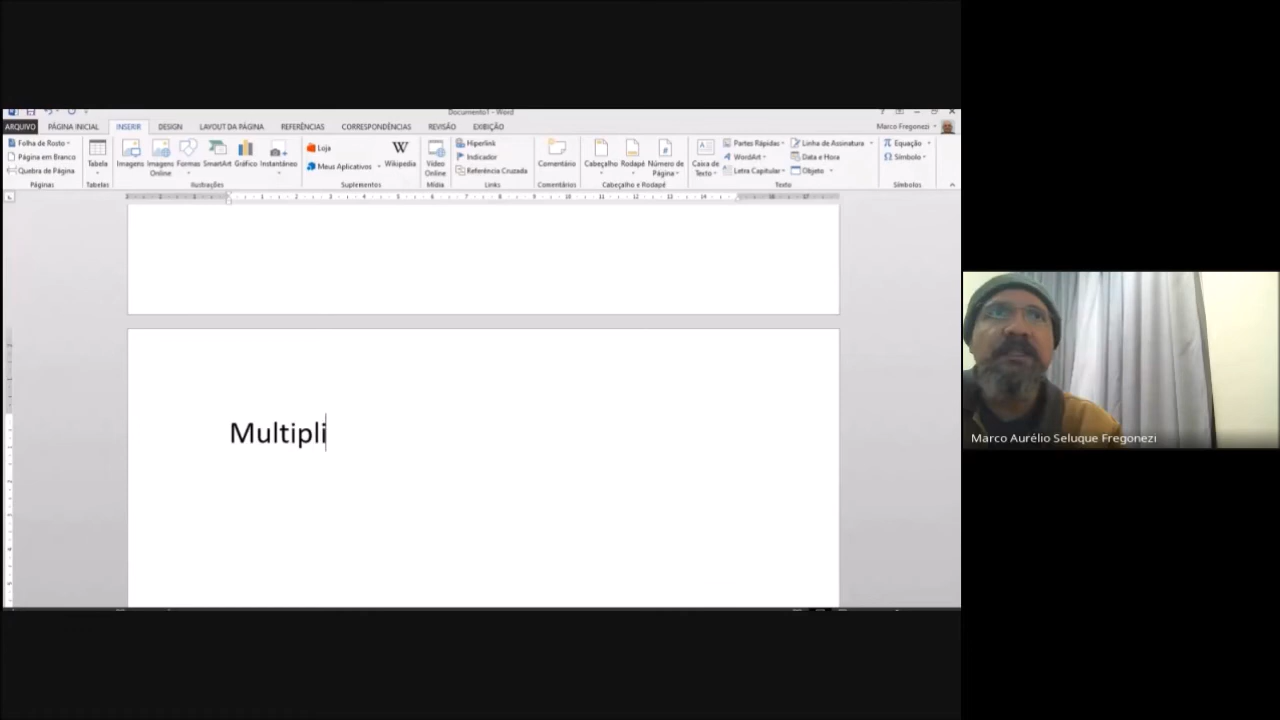 Documento1 - Word
ARQUIVO PÁGINA INICIAL INSERIR DESIGN LAYOUT DA PÁGINA REFERÊNCIAS CORRESPONDÊNCIAS REVISÃO EXIBIÇÃO Marco Fregonezi
Folha de Rosto
Página em Branco
Quebra de Página
Páginas
Tabela
Tabelas
Imagens
Imagens Online
Formas
SmartArt
Gráfico
Instantâneo
Ilustrações
Loja
Meus Aplicativos
Wikipedia
Suplementos
Vídeo Online
Mídia
Hiperlink
Indicador
Referência Cruzada
Links
Comentário
Comentários
Cabeçalho
Rodapé
Número de Página
Cabeçalho e Rodapé
Caixa de Texto
Partes Rápidas
WordArt
Letra Capitular
Linha de Assinatura
Data e Hora
Objeto
Texto
Equação
Símbolo
Símbolos
Multipli
Marco Aurélio Seluque Fregonezi